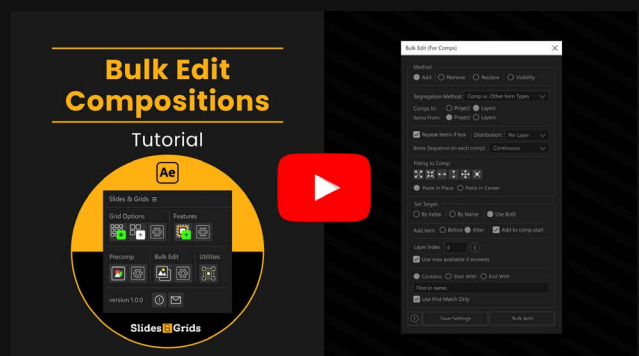 Bulk Edit
Compositions
Tutorial
Ae
Slides & Grids
Grid Options Features
Precomp Bulk Edit Utilities
version 1.0.0
Slides Grids
Bulk Edit (For Comps)
Method
Add Remove Replace Visibility
Segregation Method: Comp vs. Other Item Types
Comps In: Project Layers
Items From: Project Layers
Repeat items if less Distribution: Per Layer
Items Sequence (in each comp): Continuous
Fitting to Comp
Paste in Place Paste in Center
Set Target
By Index By Name Use Both
Add item: Before After Add to comp start
Layer Index 4
Use max available if exceeds
Contains Start With End With
Find in name..
Use First Match Only
Save Settings Bulk Add